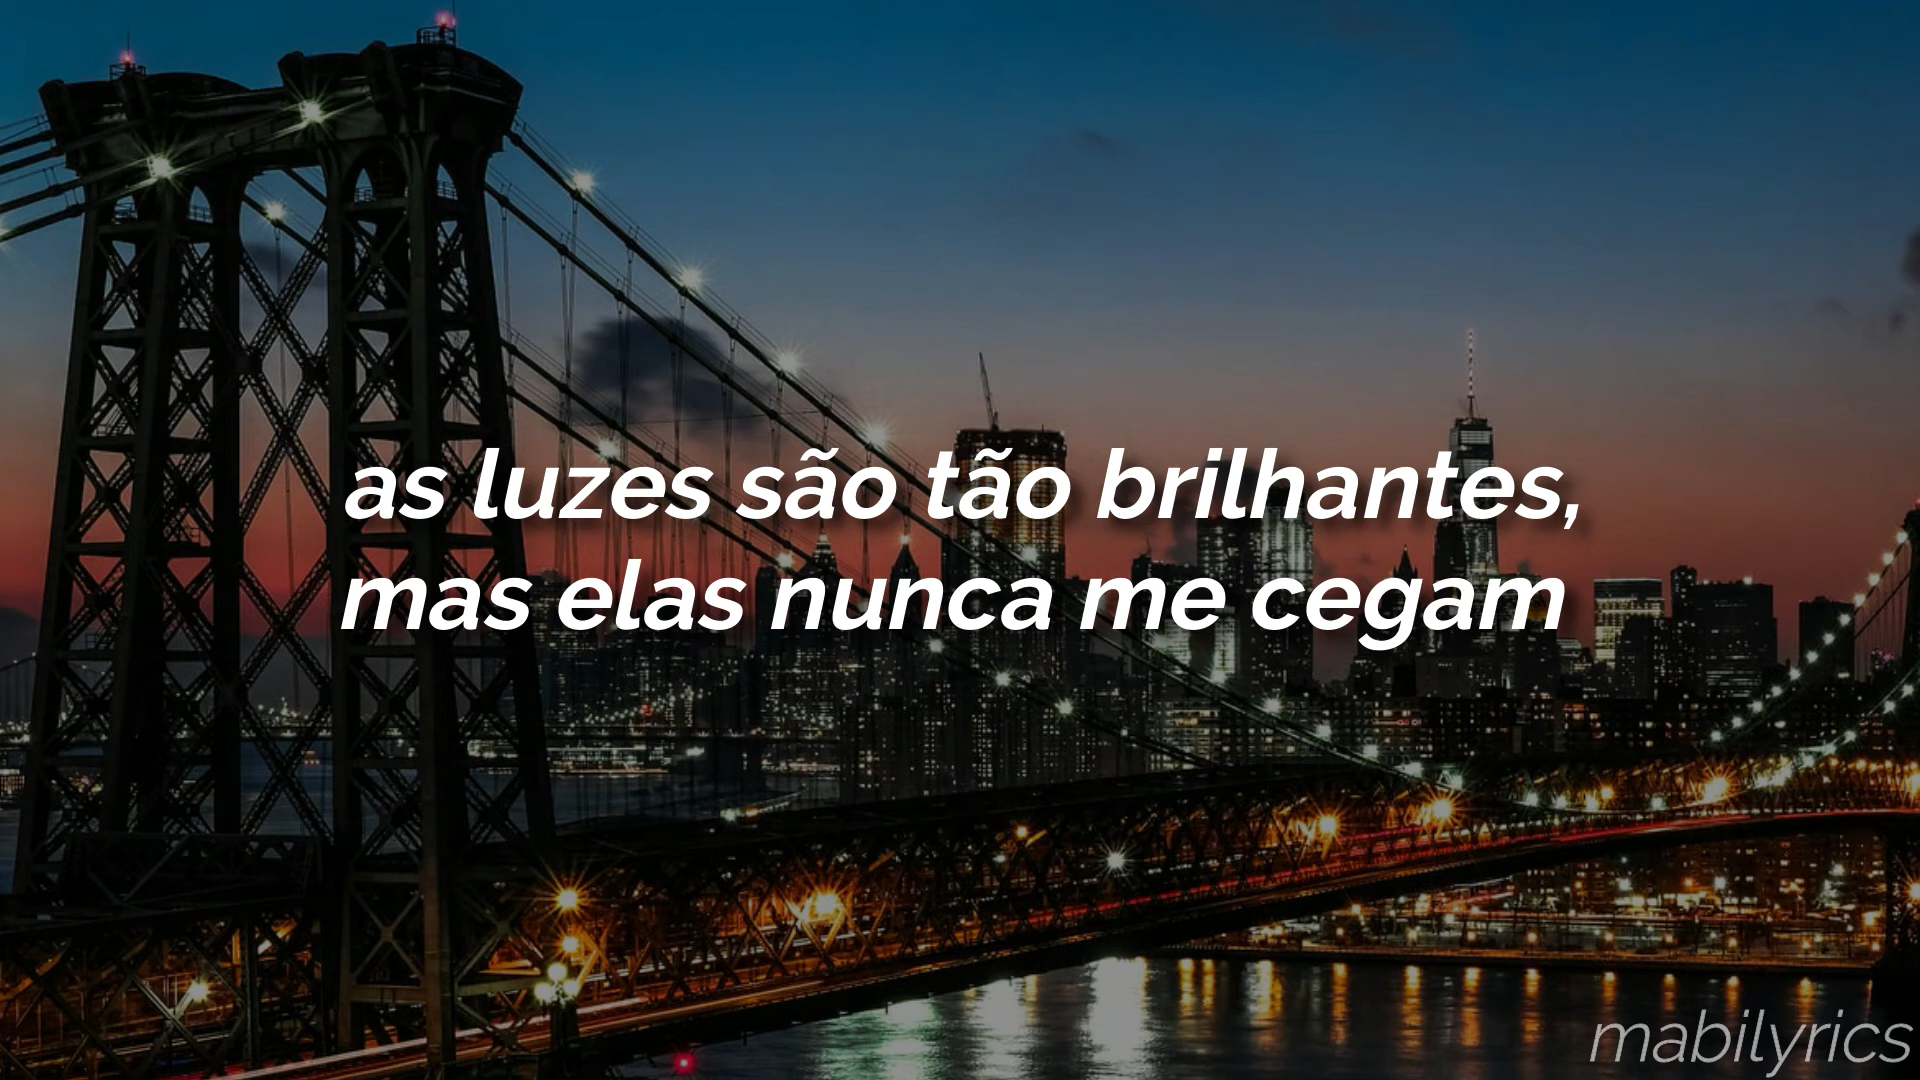 as luzes são tão brilhantes,
mas elas nunca me cegam
mabilyrics